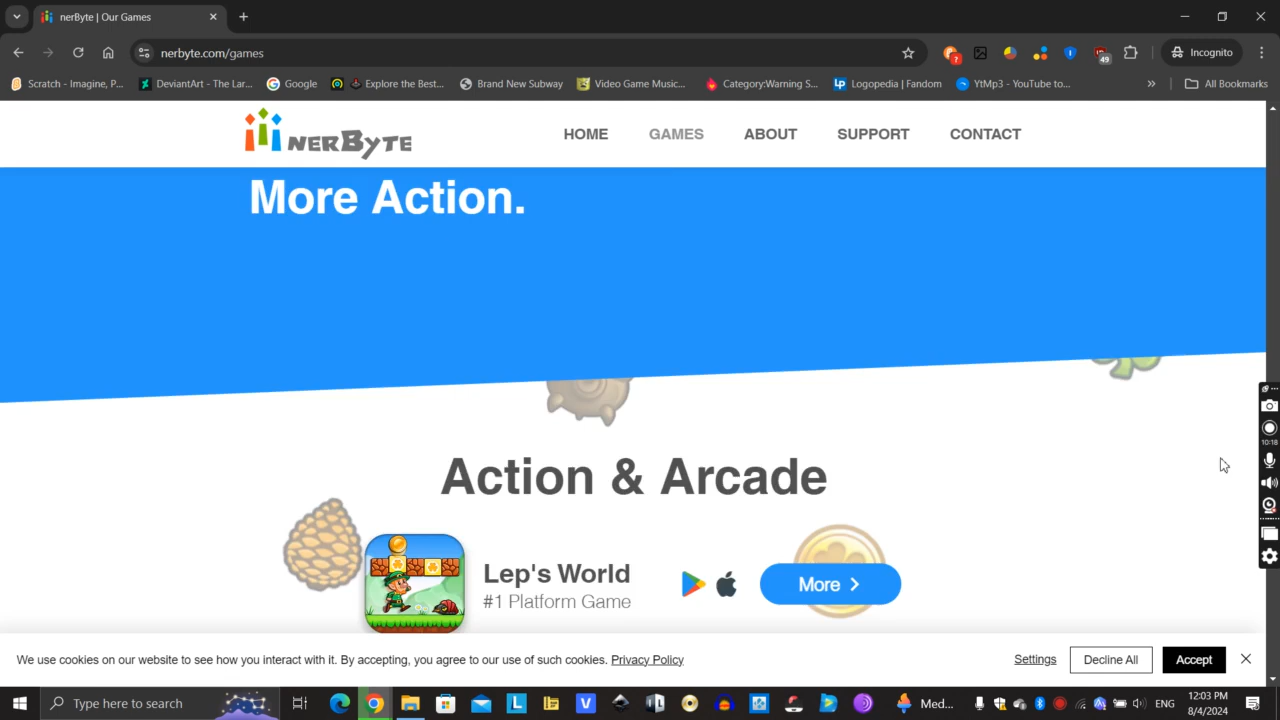 nerByte | Our Games
nerbyte.com/games
7
49
Incognito
Scratch - Imagine, P...
DeviantArt - The Lar...
Google
Explore the Best...
Brand New Subway
Video Game Music...
Category:Warning S...
Logopedia | Fandom
YtMp3 - YouTube to...
All Bookmarks
NERBYTE
HOME
GAMES
ABOUT
SUPPORT
CONTACT
More Action.
10:18
Action & Arcade
Lep's World
#1 Platform Game
More
We use cookies on our website to see how you interact with it. By accepting, you agree to our use of such cookies. Privacy Policy
Settings
Decline All
Accept
Type here to search
Med...
ENG
12:03 PM
8/4/2024